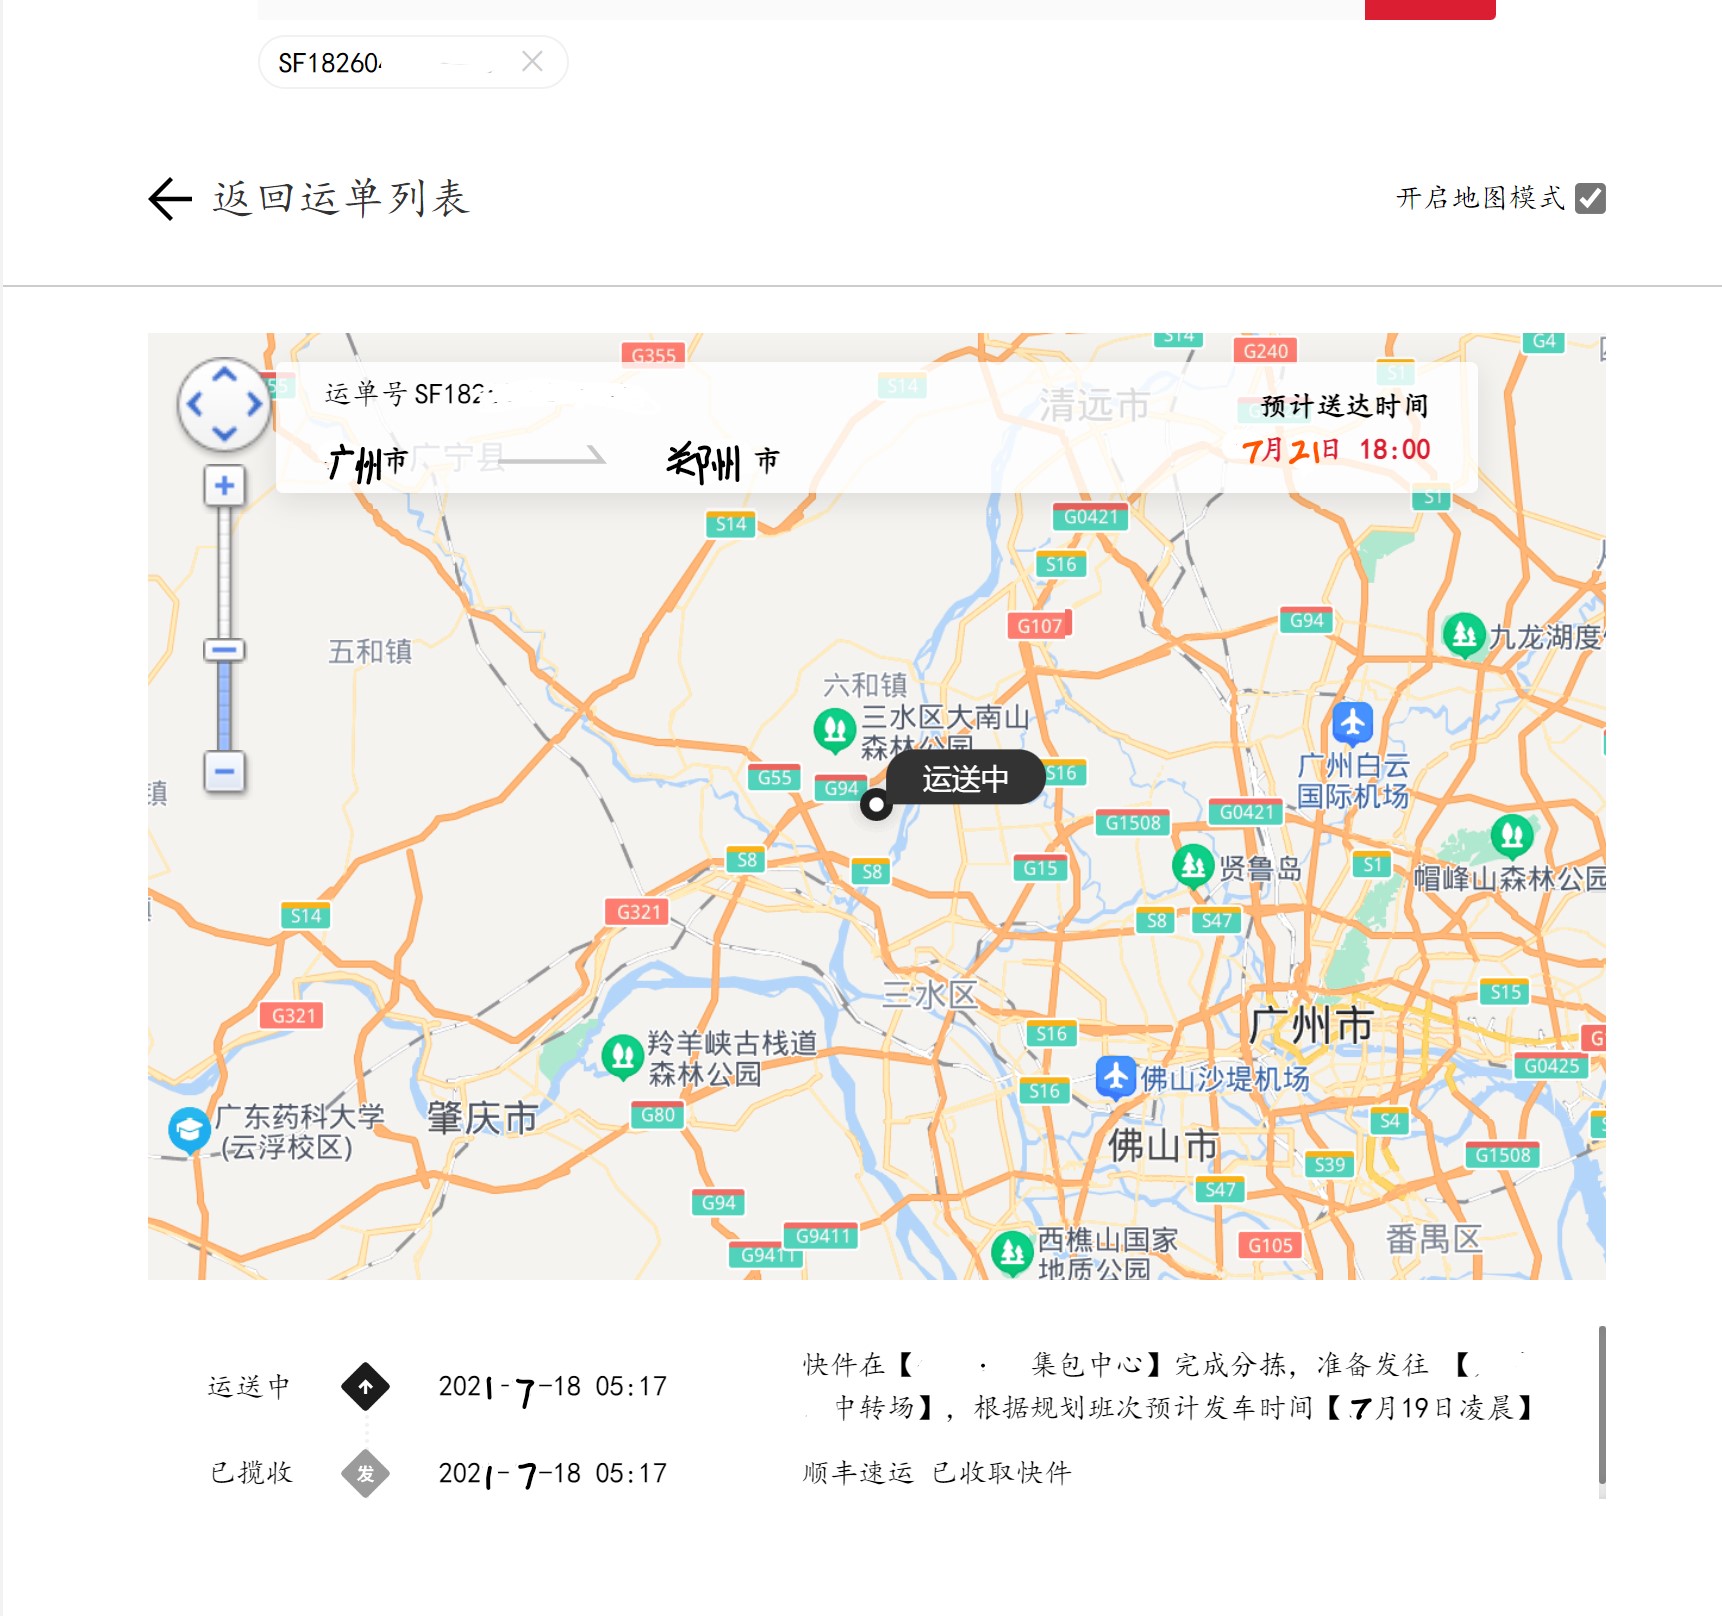 SF18260
返回运单列表
开启地图模式
运单号 SF182
预计送达时间
广州市
郑州 市
7月21日 18:00
G355
S14
G240
G4
55
S14
S1
清远市
广宁县
S14
G0421
S1
S16
G107
G94
九龙湖度
五和镇
六和镇
三水区大南山
森林公园
G55
G94
运送中
S16
广州白云
国际机场
镇
G1508
G0421
S8
S8
G15
贤鲁岛
S1
帽峰山森林公园
S14
G321
S8
S47
三水区
S15
G321
S16
广州市
G
羚羊峡古栈道
森林公园
S16
佛山沙堤机场
G0425
广东药科大学
(云浮校区)
肇庆市
G80
佛山市
S4
S39
G1508
G94
S47
G9411
G9411
西樵山国家
地质公园
G105
番禺区
运送中
2021-7-18 05:17
快件在【 · 集包中心】完成分拣，准备发往 【
中转场】，根据规划班次预计发车时间【7月19日凌晨】
已揽收
发
2021-7-18 05:17
顺丰速运 已收取快件